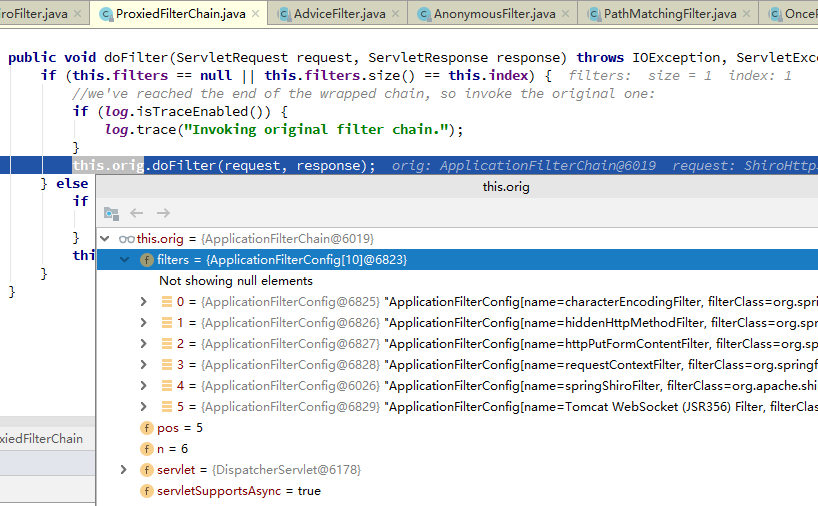 iroFilter.java × ProxiedFilterChain.java × AdviceFilter.java × AnonymousFilter.java × PathMatchingFilter.java × OnceP
public void doFilter(ServletRequest request, ServletResponse response) throws IOException, ServletExc
if (this.filters == null || this.filters.size() == this.index) { filters: size = 1 index: 1
//we've reached the end of the wrapped chain, so invoke the original one:
if (log.isTraceEnabled()) {
log.trace("Invoking original filter chain.");
}
this.orig.doFilter(request, response); orig: ApplicationFilterChain@6019 request: ShiroHttpS
} else
this.orig
if
}
this.orig = {ApplicationFilterChain@6019}
thi
f filters = {ApplicationFilterConfig[10]@6823}
}
Not showing null elements
}
0 = {ApplicationFilterConfig@6825} "ApplicationFilterConfig[name=characterEncodingFilter, filterClass=org.spri
1 = {ApplicationFilterConfig@6826} "ApplicationFilterConfig[name=hiddenHttpMethodFilter, filterClass=org.spr
2 = {ApplicationFilterConfig@6827} "ApplicationFilterConfig[name=httpPutFormContentFilter, filterClass=org.sp
3 = {ApplicationFilterConfig@6828} "ApplicationFilterConfig[name=requestContextFilter, filterClass=org.springf
4 = {ApplicationFilterConfig@6026} "ApplicationFilterConfig[name=springShiroFilter, filterClass=org.apache.shi
5 = {ApplicationFilterConfig@6829} "ApplicationFilterConfig[name=Tomcat WebSocket (JSR356) Filter, filterClass
f pos = 5
xiedFilterChain
f n = 6
f servlet = {DispatcherServlet@6178}
f servletSupportsAsync = true